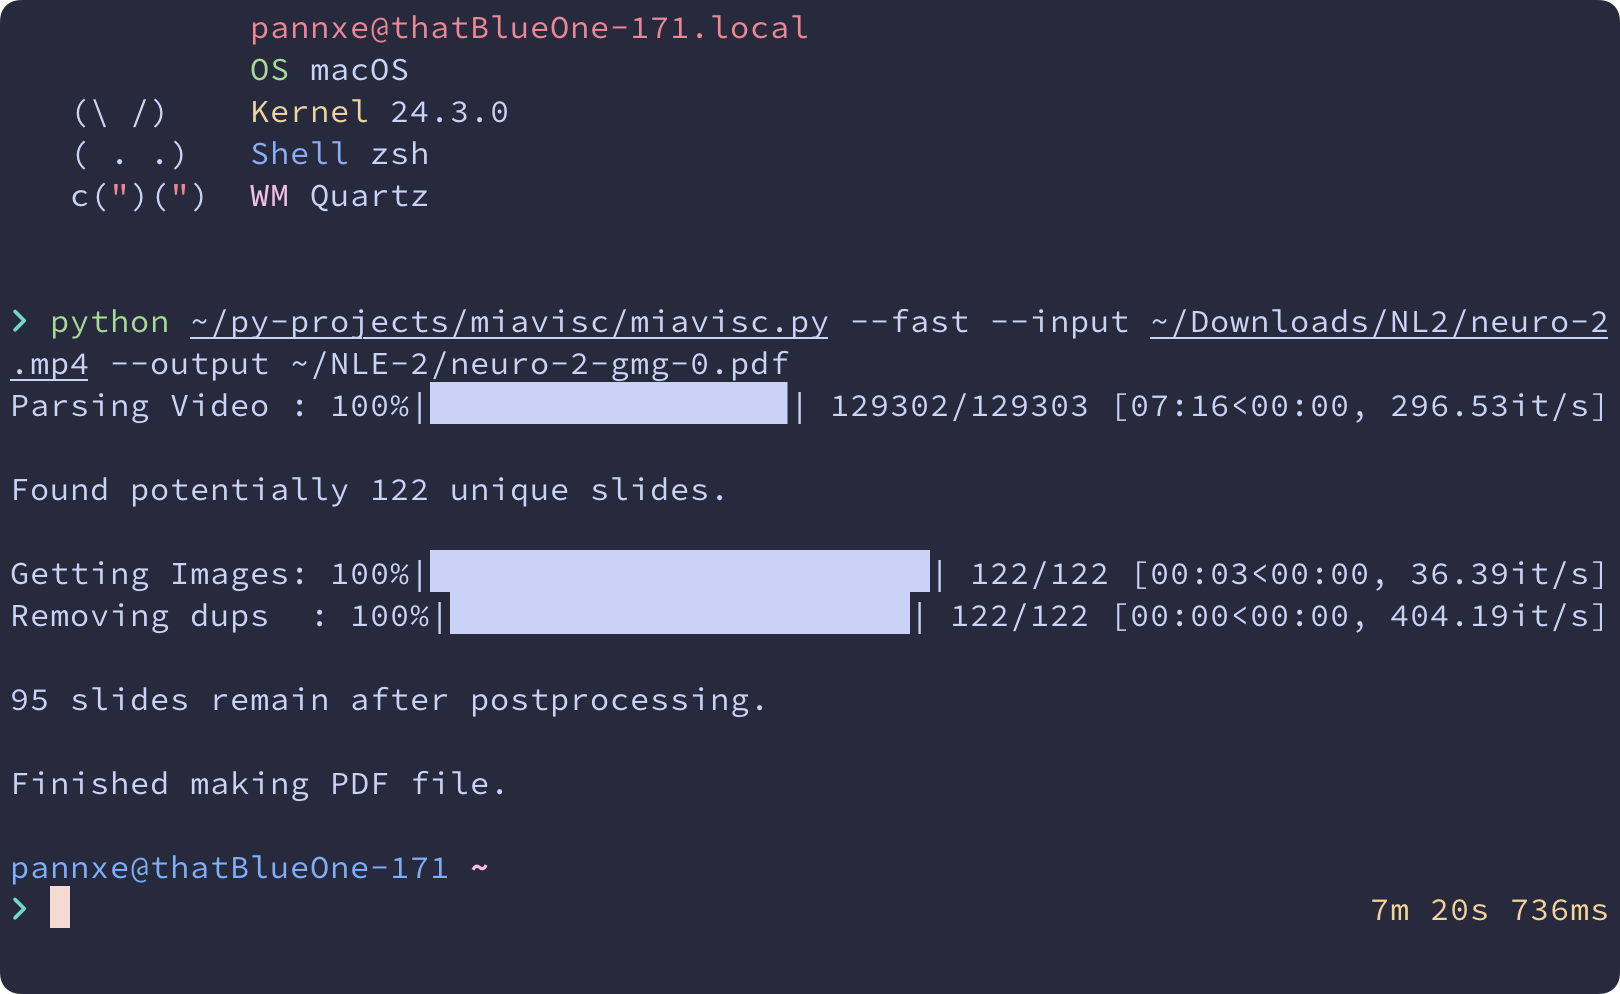 pannxe@thatBlueOne-171.local
OS macOS
(\ /) Kernel 24.3.0
( . .) Shell zsh
c(")(") WM Quartz
❯ python ~/py-projects/miavisc/miavisc.py --fast --input ~/Downloads/NL2/neuro-2
.mp4 --output ~/NLE-2/neuro-2-gmg-0.pdf
Parsing Video : 100%|██████████████████| 129302/129303 [07:16<00:00, 296.53it/s]
Found potentially 122 unique slides.
Getting Images: 100%|█████████████████████████| 122/122 [00:03<00:00, 36.39it/s]
Removing dups  : 100%|███████████████████████| 122/122 [00:00<00:00, 404.19it/s]
95 slides remain after postprocessing.
Finished making PDF file.
pannxe@thatBlueOne-171 ~
❯ 7m 20s 736ms